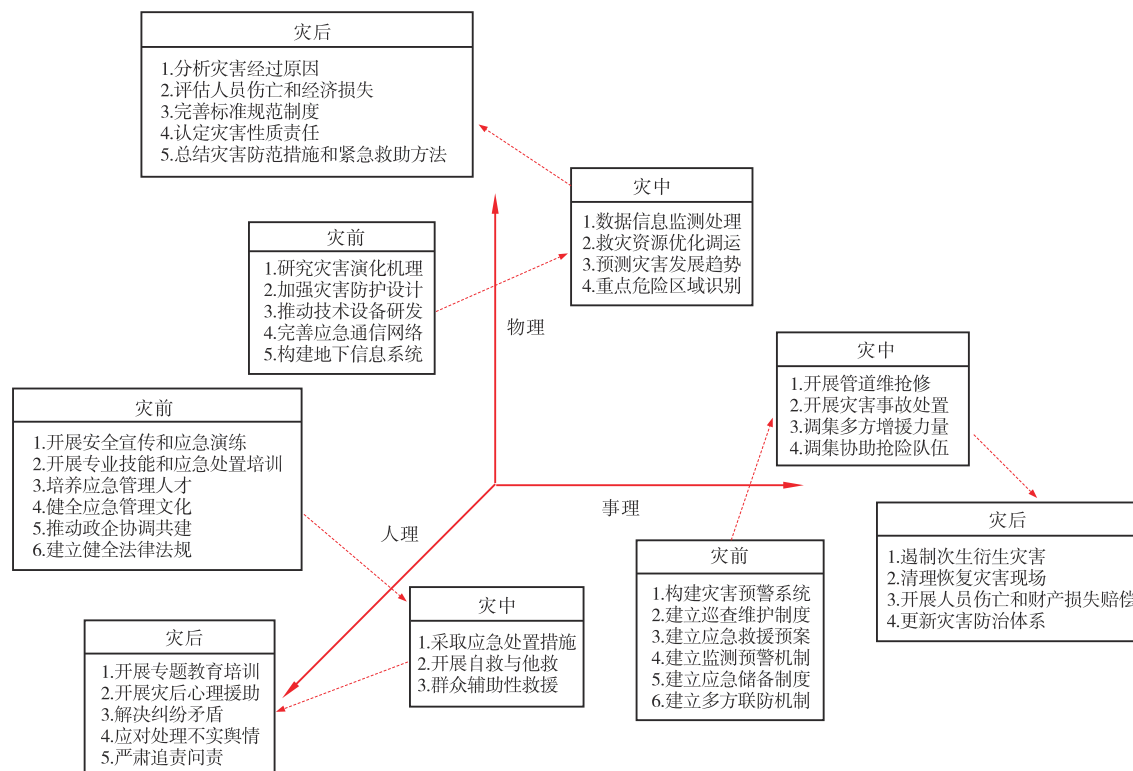 灾后
1.分析灾害经过原因
2.评估人员伤亡和经济损失
3.完善标准规范制度
4.认定灾害性质责任
5.总结灾害防范措施和紧急救助方法
灾中
1.数据信息监测处理
2.救灾资源优化调运
3.预测灾害发展趋势
4.重点危险区域识别
灾前
1.研究灾害演化机理
2.加强灾害防护设计
3.推动技术设备研发
4.完善应急通信网络
5.构建地下信息系统
物理
灾中
1.开展管道维抢修
2.开展灾害事故处置
3.调集多方增援力量
4.调集协助抢险队伍
灾前
1.开展安全宣传和应急演练
2.开展专业技能和应急处置培训
3.培养应急管理人才
4.健全应急管理文化
5.推动政企协调共建
6.建立健全法律法规
事理
人理
灾后
1.遏制次生衍生灾害
2.清理恢复灾害现场
3.开展人员伤亡和财产损失赔偿
4.更新灾害防治体系
灾前
1.构建灾害预警系统
2.建立巡查维护制度
3.建立应急救援预案
4.建立监测预警机制
5.建立应急储备制度
6.建立多方联防机制
灾中
1.采取应急处置措施
2.开展自救与他救
3.群众辅助性救援
灾后
1.开展专题教育培训
2.开展灾后心理援助
3.解决纠纷矛盾
4.应对处理不实舆情
5.严肃追责问责